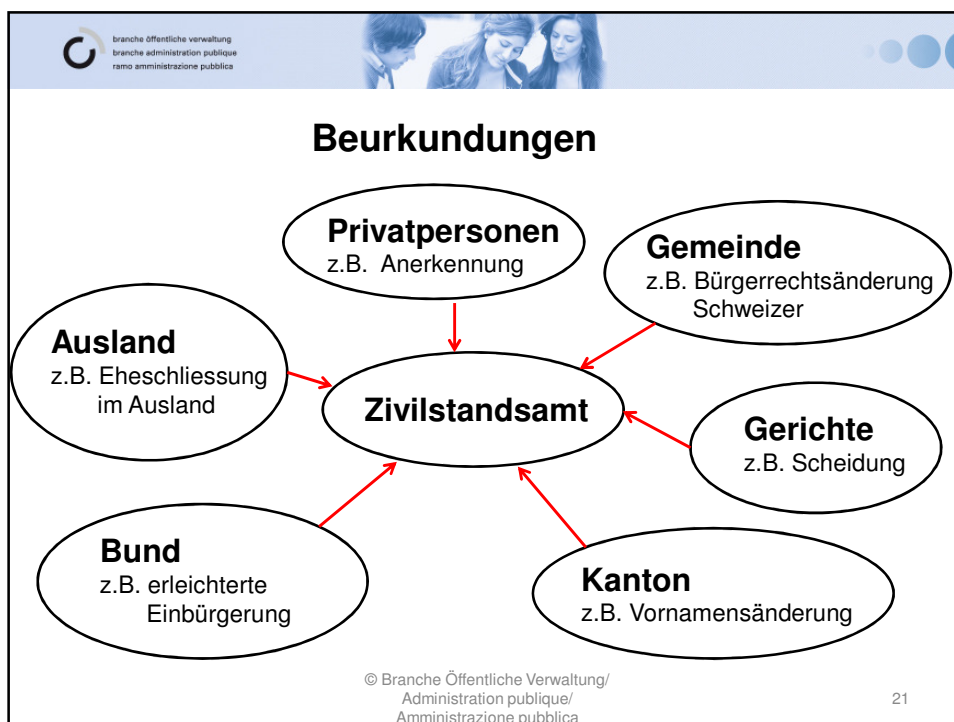 branche öffentliche verwaltung
branche administration publique
ramo amministrazione pubblica
Beurkundungen
Privatpersonen
z.B. Anerkennung
Gemeinde
z.B. Bürgerrechtsänderung
Schweizer
Ausland
z.B. Eheschliessung
im Ausland
Zivilstandsamt
Gerichte
z.B. Scheidung
Bund
z.B. erleichterte
Einbürgerung
Kanton
z.B. Vornamensänderung
© Branche Öffentliche Verwaltung/
Administration publique/
Amministrazione pubblica
21